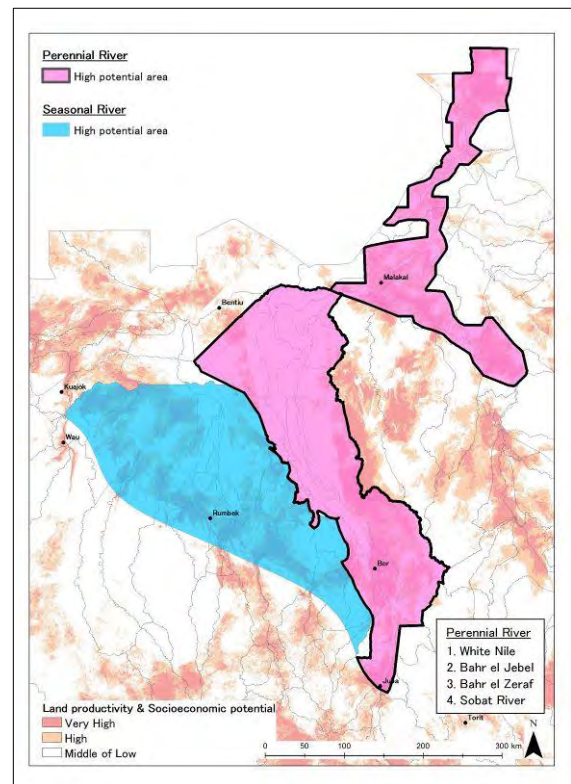 Perennial River
High potential area
Seasonal River
High potential area
Malakal
Bentiu
Kuajok
Wau
Rumbek
Bor
Perennial River
1. White Nile
2. Bahr el Jebel
3. Bahr el Zeraf
4. Sobat River
Juba
Land productivity & Socioeconomic potential
Very High
High
Middle of Low
Torit
N
0 50 100 200 300 km